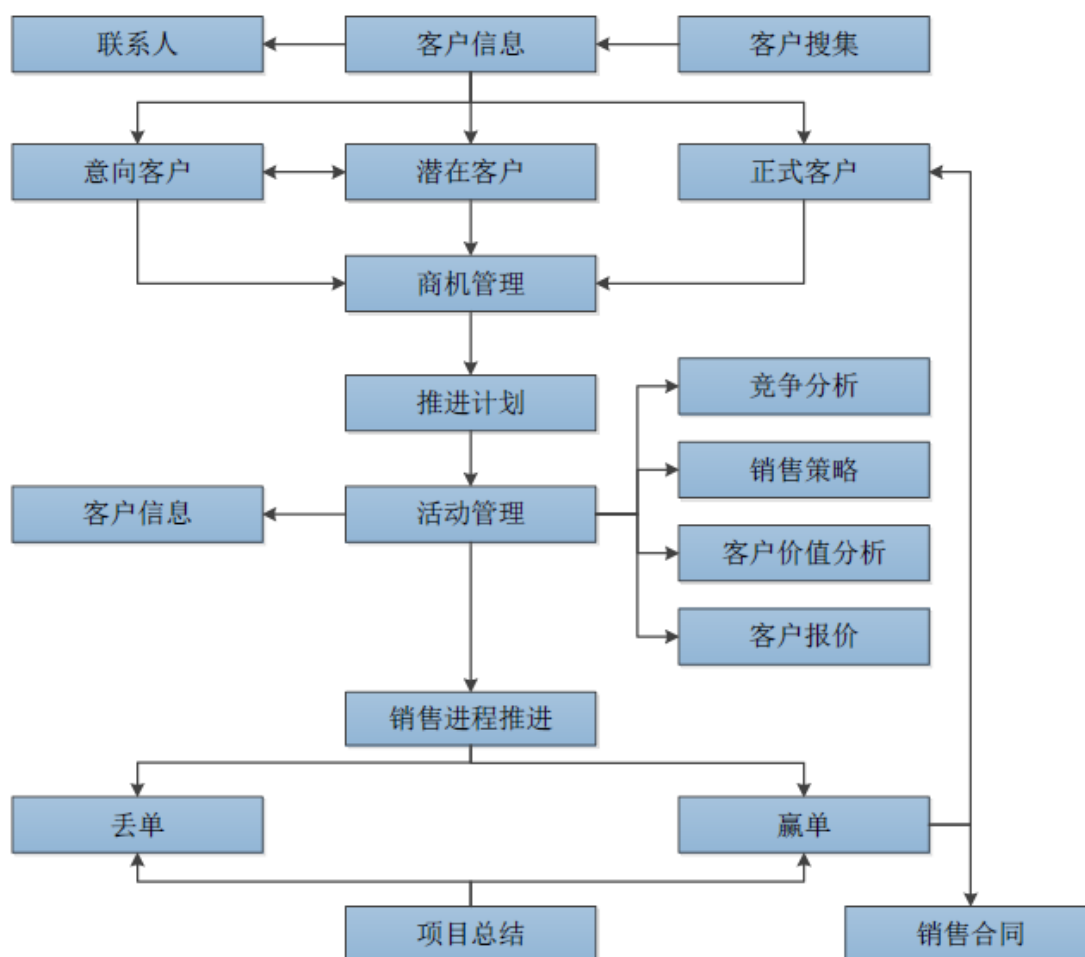 联系人
客户信息
客户搜集
意向客户
潜在客户
正式客户
商机管理
竞争分析
推进计划
销售策略
客户信息
活动管理
客户价值分析
客户报价
销售进程推进
丢单
赢单
项目总结
销售合同